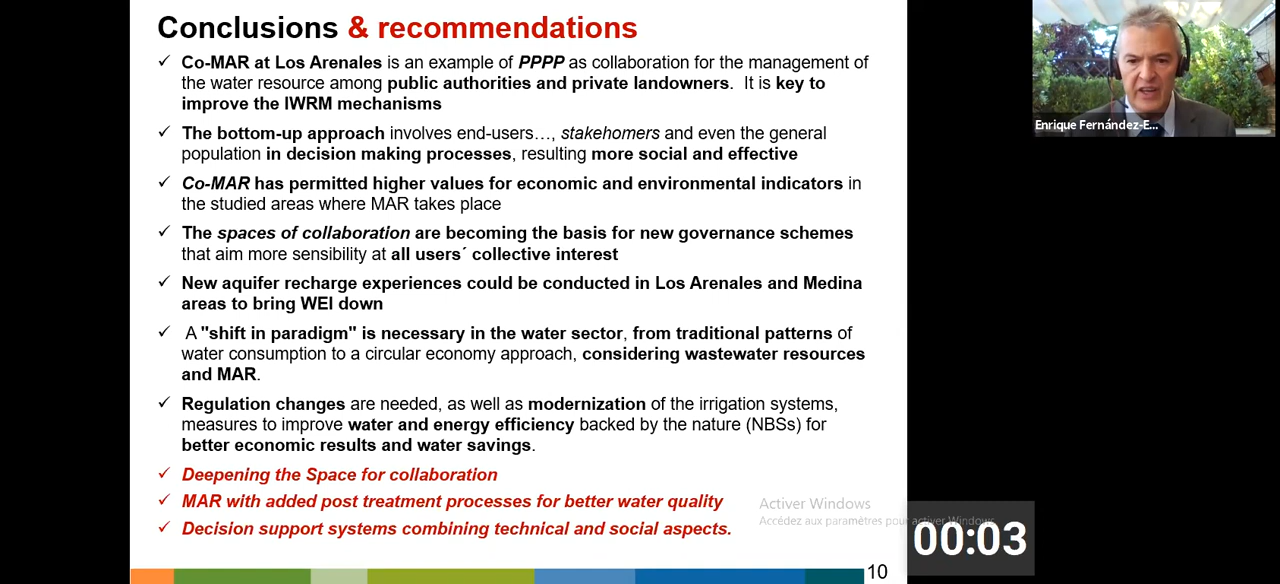 Conclusions & recommendations
✓ Co-MAR at Los Arenales is an example of PPPP as collaboration for the management of
the water resource among public authorities and private landowners. It is key to
improve the IWRM mechanisms
✓ The bottom-up approach involves end-users…, stakehomers and even the general
population in decision making processes, resulting more social and effective
✓ Co-MAR has permitted higher values for economic and environmental indicators in
the studied areas where MAR takes place
✓ The spaces of collaboration are becoming the basis for new governance schemes
that aim more sensibility at all users´ collective interest
✓ New aquifer recharge experiences could be conducted in Los Arenales and Medina
areas to bring WEI down
✓ A "shift in paradigm" is necessary in the water sector, from traditional patterns of
water consumption to a circular economy approach, considering wastewater resources
and MAR.
✓ Regulation changes are needed, as well as modernization of the irrigation systems,
measures to improve water and energy efficiency backed by the nature (NBSs) for
better economic results and water savings.
✓ Deepening the Space for collaboration
✓ MAR with added post treatment processes for better water quality
✓ Decision support systems combining technical and social aspects.
10
Enrique Fernández-E...
Activer Windows
Accédez aux paramètres pour activer Windows.
00:03